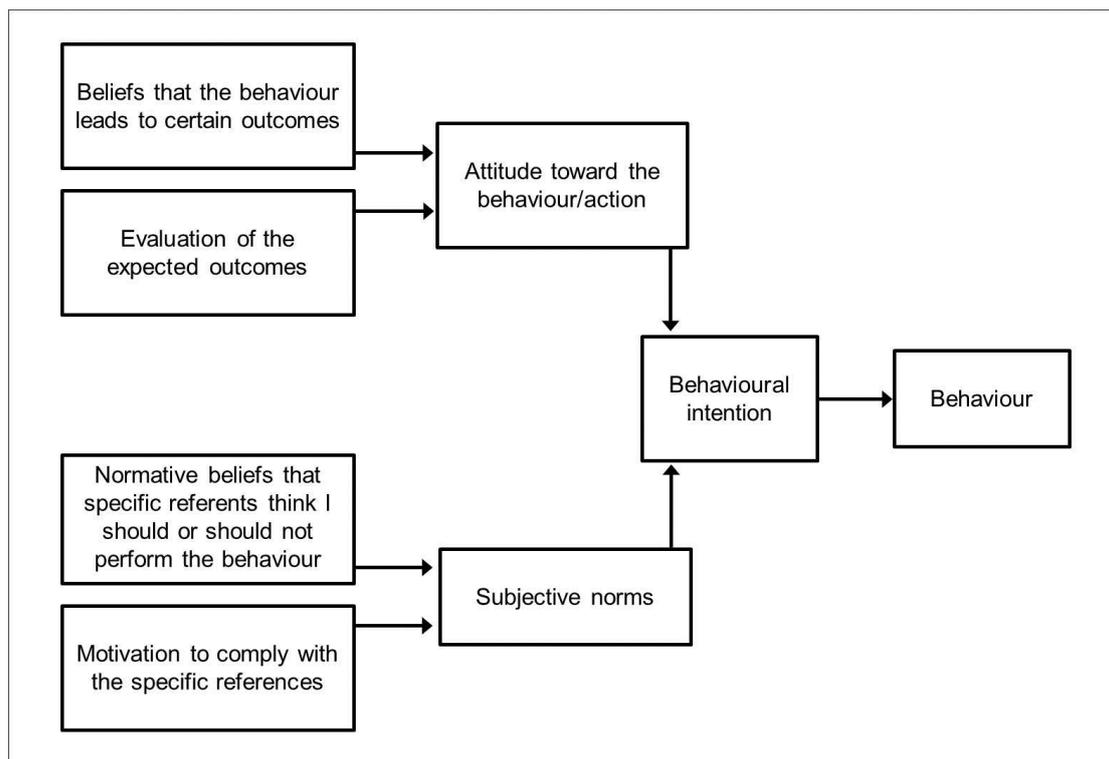 Beliefs that the behaviour
leads to certain outcomes
Evaluation of the
expected outcomes
Attitude toward the
behaviour/action
Behavioural
intention
Behaviour
Normative beliefs that
specific referents think I
should or should not
perform the behaviour
Motivation to comply with
the specific references
Subjective norms